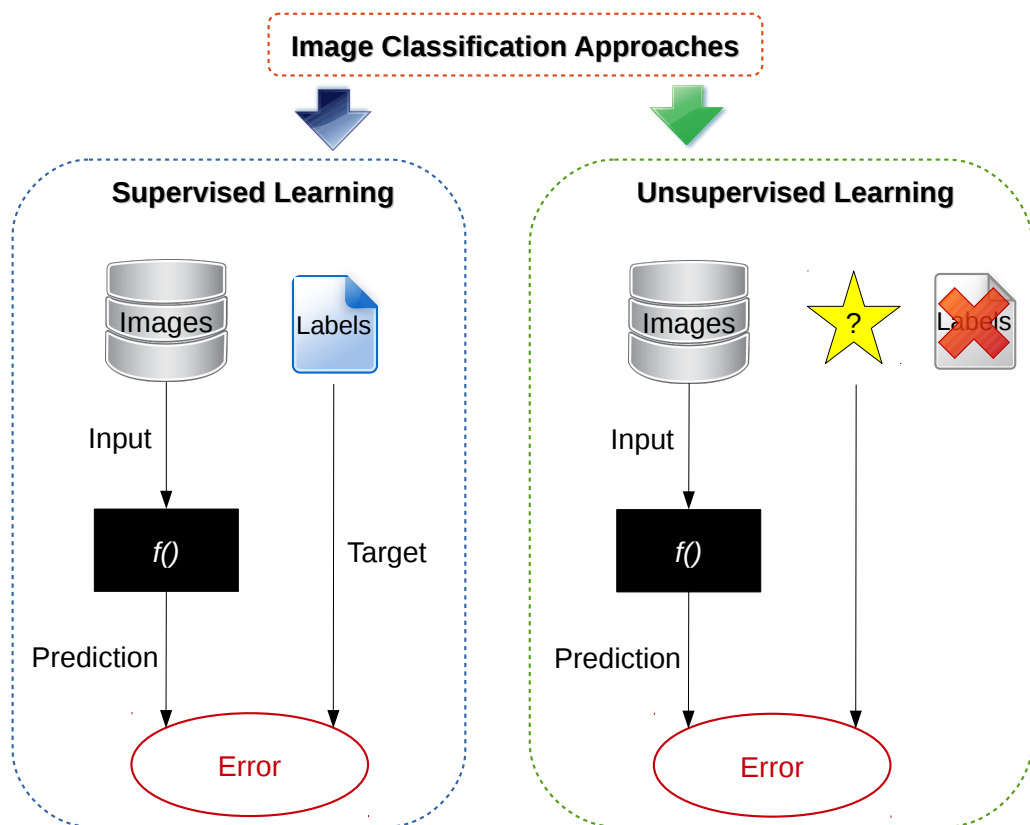 Image Classification Approaches
Supervised Learning
Images
Labels
Input
f()
Target
Prediction
Error
Unsupervised Learning
Images
?
Labels
Input
f()
Prediction
Error